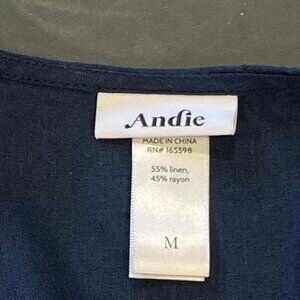 Andie
MADE IN CHINA
RN# 165598
55% linen,
45% rayon
M